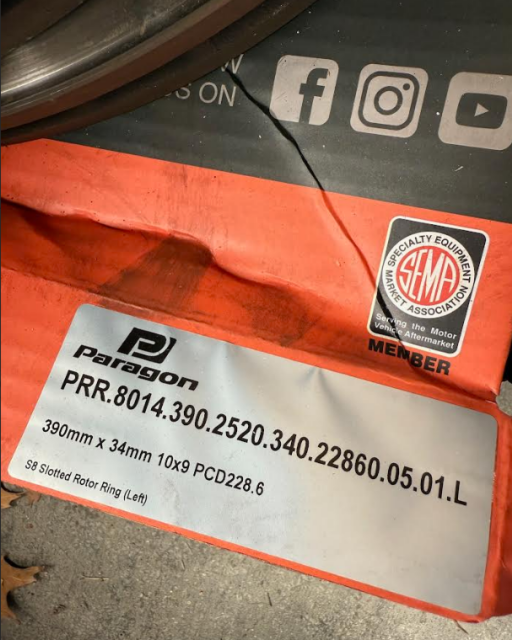 US ON
SPECIALTY EQUIPMENT
SEMA
MARKET ASSOCIATION
Serving the Motor
Vehicle Aftermarket
MEMBER
Paragon
PRR.8014.390.2520.340.22860.05.01.L
390mm x 34mm 10x9 PCD228.6
S8 Slotted Rotor Ring (Left)